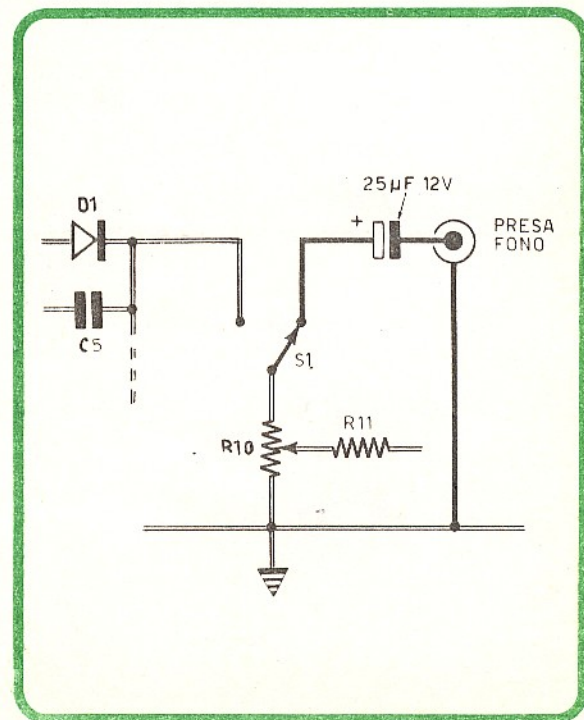 25µF 12V
D1
+
PRESA
FONO
C5
S1
R11
R10